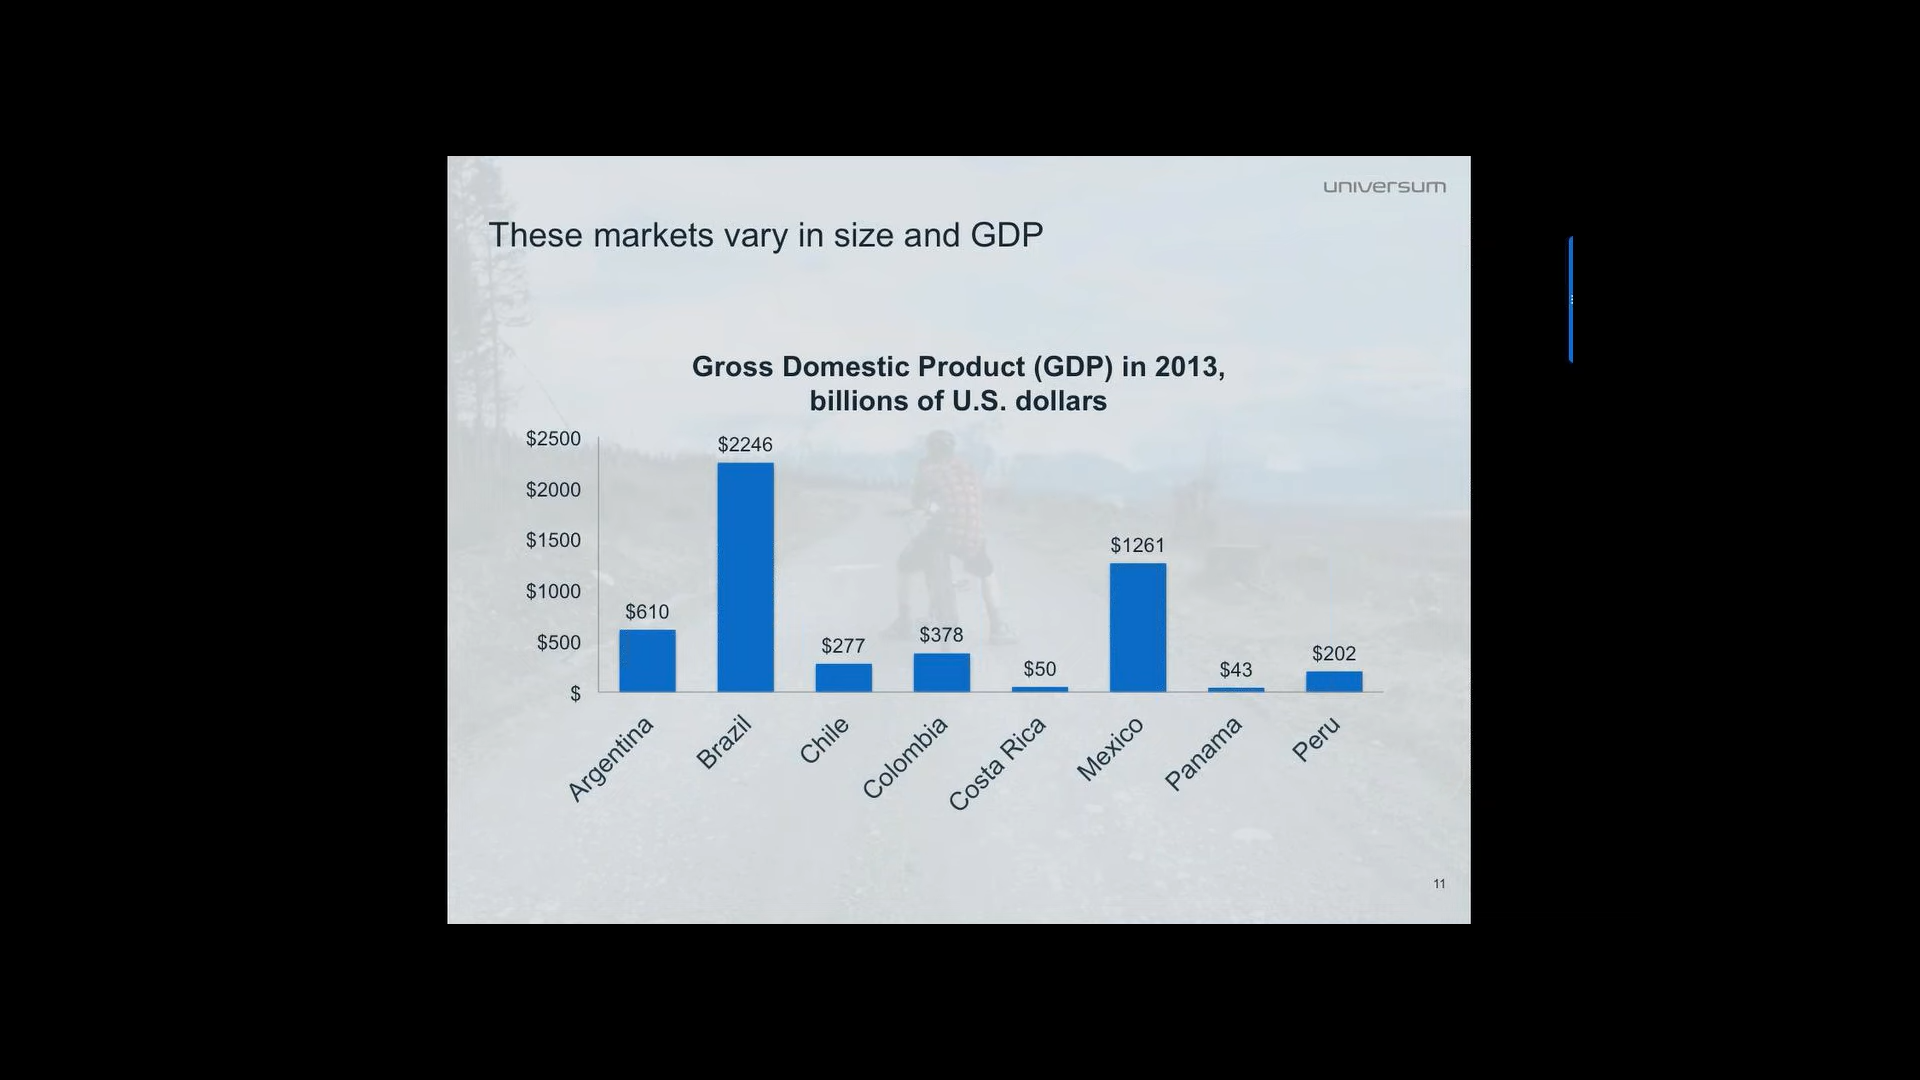 universum
These markets vary in size and GDP
Gross Domestic Product (GDP) in 2013,
billions of U.S. dollars
$2500
$2000
$1500
$1000
$500
$
$610
$2246
$277
$378
$50
$1261
$43
$202
Argentina
Brazil
Chile
Colombia
Costa Rica
Mexico
Panama
Peru
11